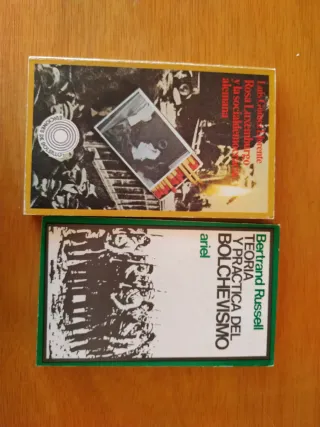 Rosa Luxemburgo
y la socialdemocracia
alemana
Bertrand Russell
TEORIA
Y PRACTICA DEL
BOLCHEVISMO
ariel